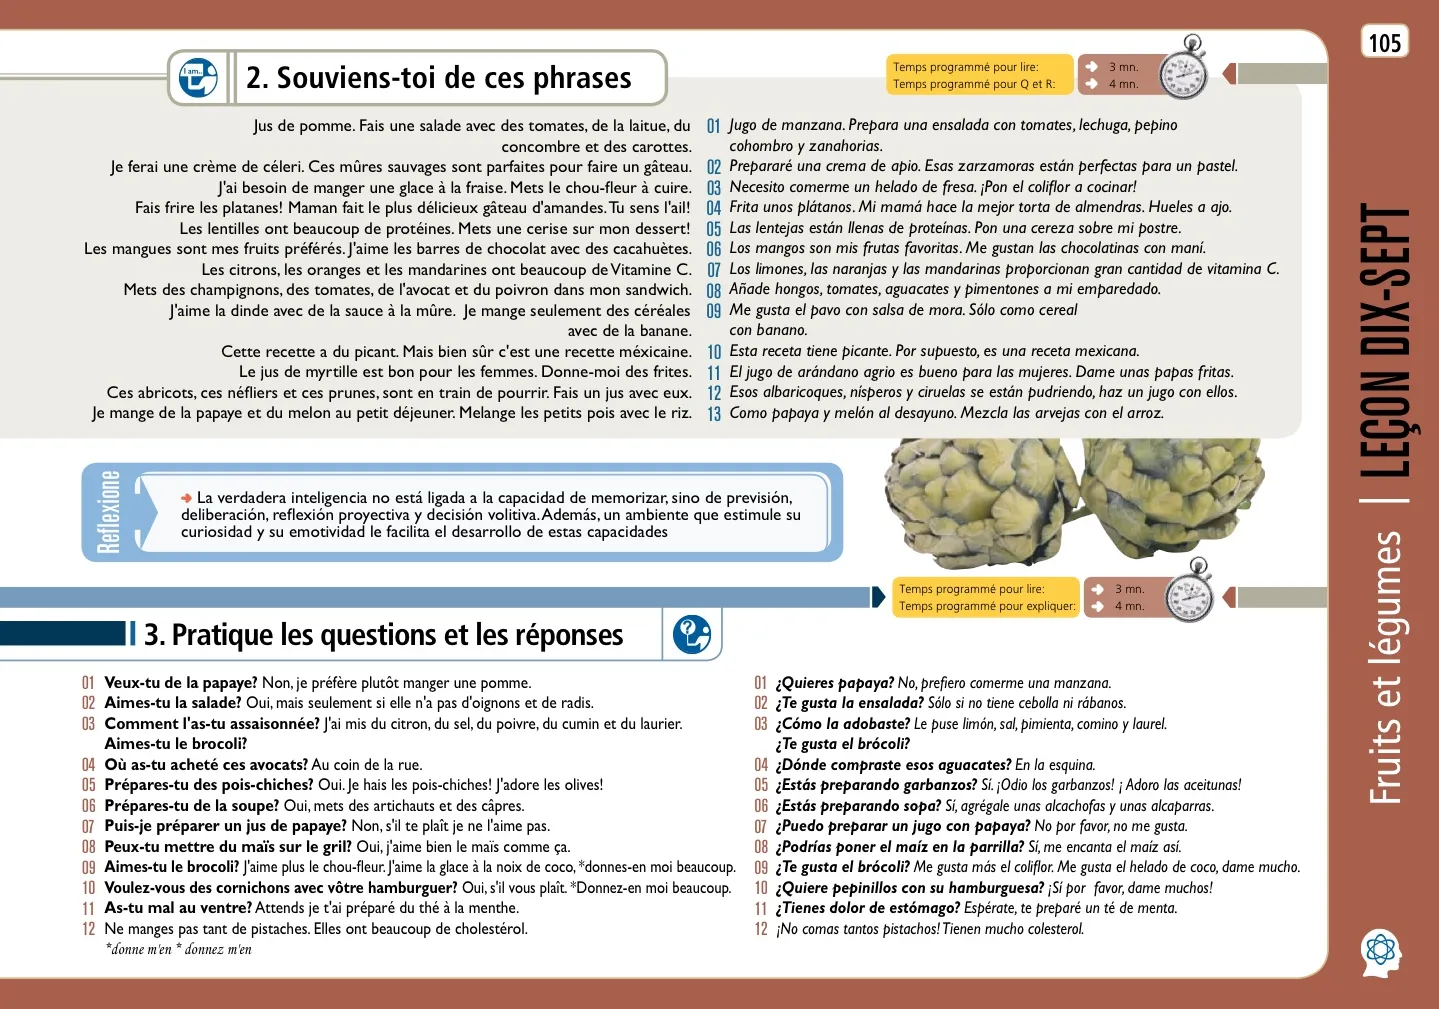 105
I am..
2. Souviens-toi de ces phrases
Temps programmé pour lire:
3 mn.
Temps programmé pour Q et R:
4 mn.
Jus de pomme. Fais une salade avec des tomates, de la laitue, du
concombre et des carottes.
Je ferai une crème de céleri. Ces mûres sauvages sont parfaites pour faire un gâteau.
J'ai besoin de manger une glace à la fraise. Mets le chou-fleur à cuire.
Fais frire les platanes! Maman fait le plus délicieux gâteau d'amandes. Tu sens l'ail!
Les lentilles ont beaucoup de protéines. Mets une cerise sur mon dessert!
Les mangues sont mes fruits préférés. J'aime les barres de chocolat avec des cacahuètes.
Les citrons, les oranges et les mandarines ont beaucoup de Vitamine C.
Mets des champignons, des tomates, de l'avocat et du poivron dans mon sandwich.
J'aime la dinde avec de la sauce à la mûre. Je mange seulement des céréales
avec de la banane.
Cette recette a du picant. Mais bien sûr c'est une recette méxicaine.
Le jus de myrtille est bon pour les femmes. Donne-moi des frites.
Ces abricots, ces néfliers et ces prunes, sont en train de pourrir. Fais un jus avec eux.
Je mange de la papaye et du melon au petit déjeuner. Melange les petits pois avec le riz.
01 Jugo de manzana. Prepara una ensalada con tomates, lechuga, pepino
cohombro y zanahorias.
02 Prepararé una crema de apio. Esas zarzamoras están perfectas para un pastel.
03 Necesito comerme un helado de fresa. ¡Pon el coliflor a cocinar!
04 Frita unos plátanos. Mi mamá hace la mejor torta de almendras. Hueles a ajo.
05 Las lentejas están llenas de proteínas. Pon una cereza sobre mi postre.
06 Los mangos son mis frutas favoritas. Me gustan las chocolatinas con maní.
07 Los limones, las naranjas y las mandarinas proporcionan gran cantidad de vitamina C.
08 Añade hongos, tomates, aguacates y pimentones a mi emparedado.
09 Me gusta el pavo con salsa de mora. Sólo como cereal
con banano.
10 Esta receta tiene picante. Por supuesto, es una receta mexicana.
11 El jugo de arándano agrio es bueno para las mujeres. Dame unas papas fritas.
12 Esos albaricoques, nísperos y ciruelas se están pudriendo, haz un jugo con ellos.
13 Como papaya y melón al desayuno. Mezcla las arvejas con el arroz.
Reflexione
La verdadera inteligencia no está ligada a la capacidad de memorizar, sino de previsión,
deliberación, reflexión proyectiva y decisión volitiva. Además, un ambiente que estimule su
curiosidad y su emotividad le facilita el desarrollo de estas capacidades
Temps programmé pour lire:
3 mn.
Temps programmé pour expliquer:
4 mn.
3. Pratique les questions et les réponses
?
01 Veux-tu de la papaye? Non, je préfère plutôt manger une pomme.
02 Aimes-tu la salade? Oui, mais seulement si elle n'a pas d'oignons et de radis.
03 Comment l'as-tu assaisonnée? J'ai mis du citron, du sel, du poivre, du cumin et du laurier.
Aimes-tu le brocoli?
04 Où as-tu acheté ces avocats? Au coin de la rue.
05 Prépares-tu des pois-chiches? Oui. Je hais les pois-chiches! J'adore les olives!
06 Prépares-tu de la soupe? Oui, mets des artichauts et des câpres.
07 Puis-je préparer un jus de papaye? Non, s'il te plaît je ne l'aime pas.
08 Peux-tu mettre du maïs sur le gril? Oui, j'aime bien le maïs comme ça.
09 Aimes-tu le brocoli? J'aime plus le chou-fleur. J'aime la glace à la noix de coco, *donnes-en moi beaucoup.
10 Voulez-vous des cornichons avec vôtre hamburguer? Oui, s'il vous plaît. *Donnez-en moi beaucoup.
11 As-tu mal au ventre? Attends je t'ai préparé du thé à la menthe.
12 Ne manges pas tant de pistaches. Elles ont beaucoup de cholestérol.
*donne m'en * donnez m'en
01 ¿Quieres papaya? No, prefiero comerme una manzana.
02 ¿Te gusta la ensalada? Sólo si no tiene cebolla ni rábanos.
03 ¿Cómo la adobaste? Le puse limón, sal, pimienta, comino y laurel.
¿Te gusta el brócoli?
04 ¿Dónde compraste esos aguacates? En la esquina.
05 ¿Estás preparando garbanzos? Sí. ¡Odio los garbanzos! ¡ Adoro las aceitunas!
06 ¿Estás preparando sopa? Sí, agrégale unas alcachofas y unas alcaparras.
07 ¿Puedo preparar un jugo con papaya? No por favor, no me gusta.
08 ¿Podrías poner el maíz en la parrilla? Sí, me encanta el maíz así.
09 ¿Te gusta el brócoli? Me gusta más el coliflor. Me gusta el helado de coco, dame mucho.
10 ¿Quiere pepinillos con su hamburguesa? ¡Sí por favor, dame muchos!
11 ¿Tienes dolor de estómago? Espérate, te preparé un té de menta.
12 ¡No comas tantos pistachos! Tienen mucho colesterol.
Fruits et légumes | LEÇON DIX-SEPT